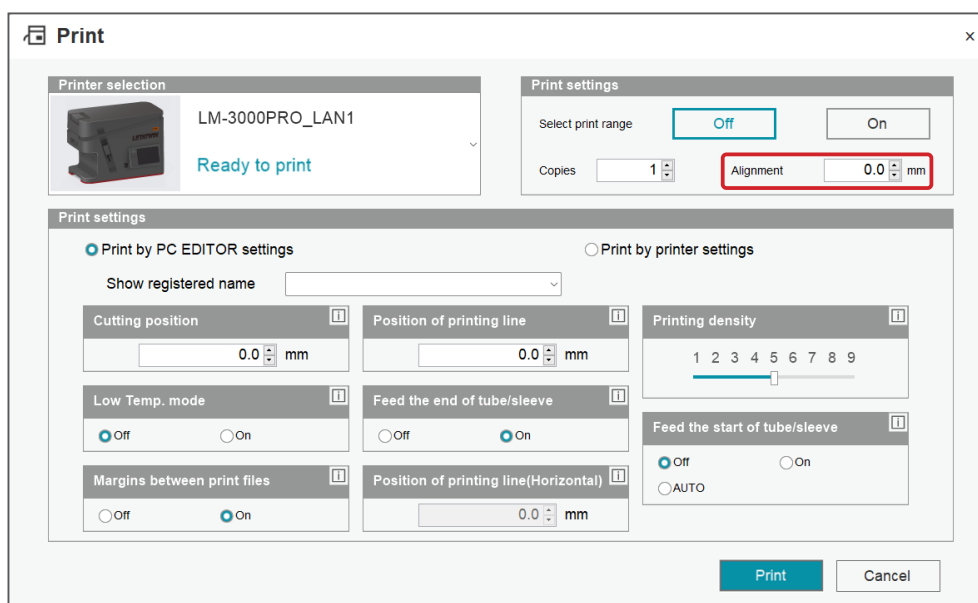 Print
×
Printer selection
LM-3000PRO_LAN1
Ready to print
Print settings
Select print range
Off
On
Copies
1
Alignment
0.0
mm
Print settings
Print by PC EDITOR settings
Print by printer settings
Show registered name
Cutting position
0.0 mm
Position of printing line
0.0 mm
Printing density
1 2 3 4 5 6 7 8 9
Low Temp. mode
Off
On
Feed the end of tube/sleeve
Off
On
Feed the start of tube/sleeve
Off
On
AUTO
Margins between print files
Off
On
Position of printing line(Horizontal)
0.0 mm
Print
Cancel